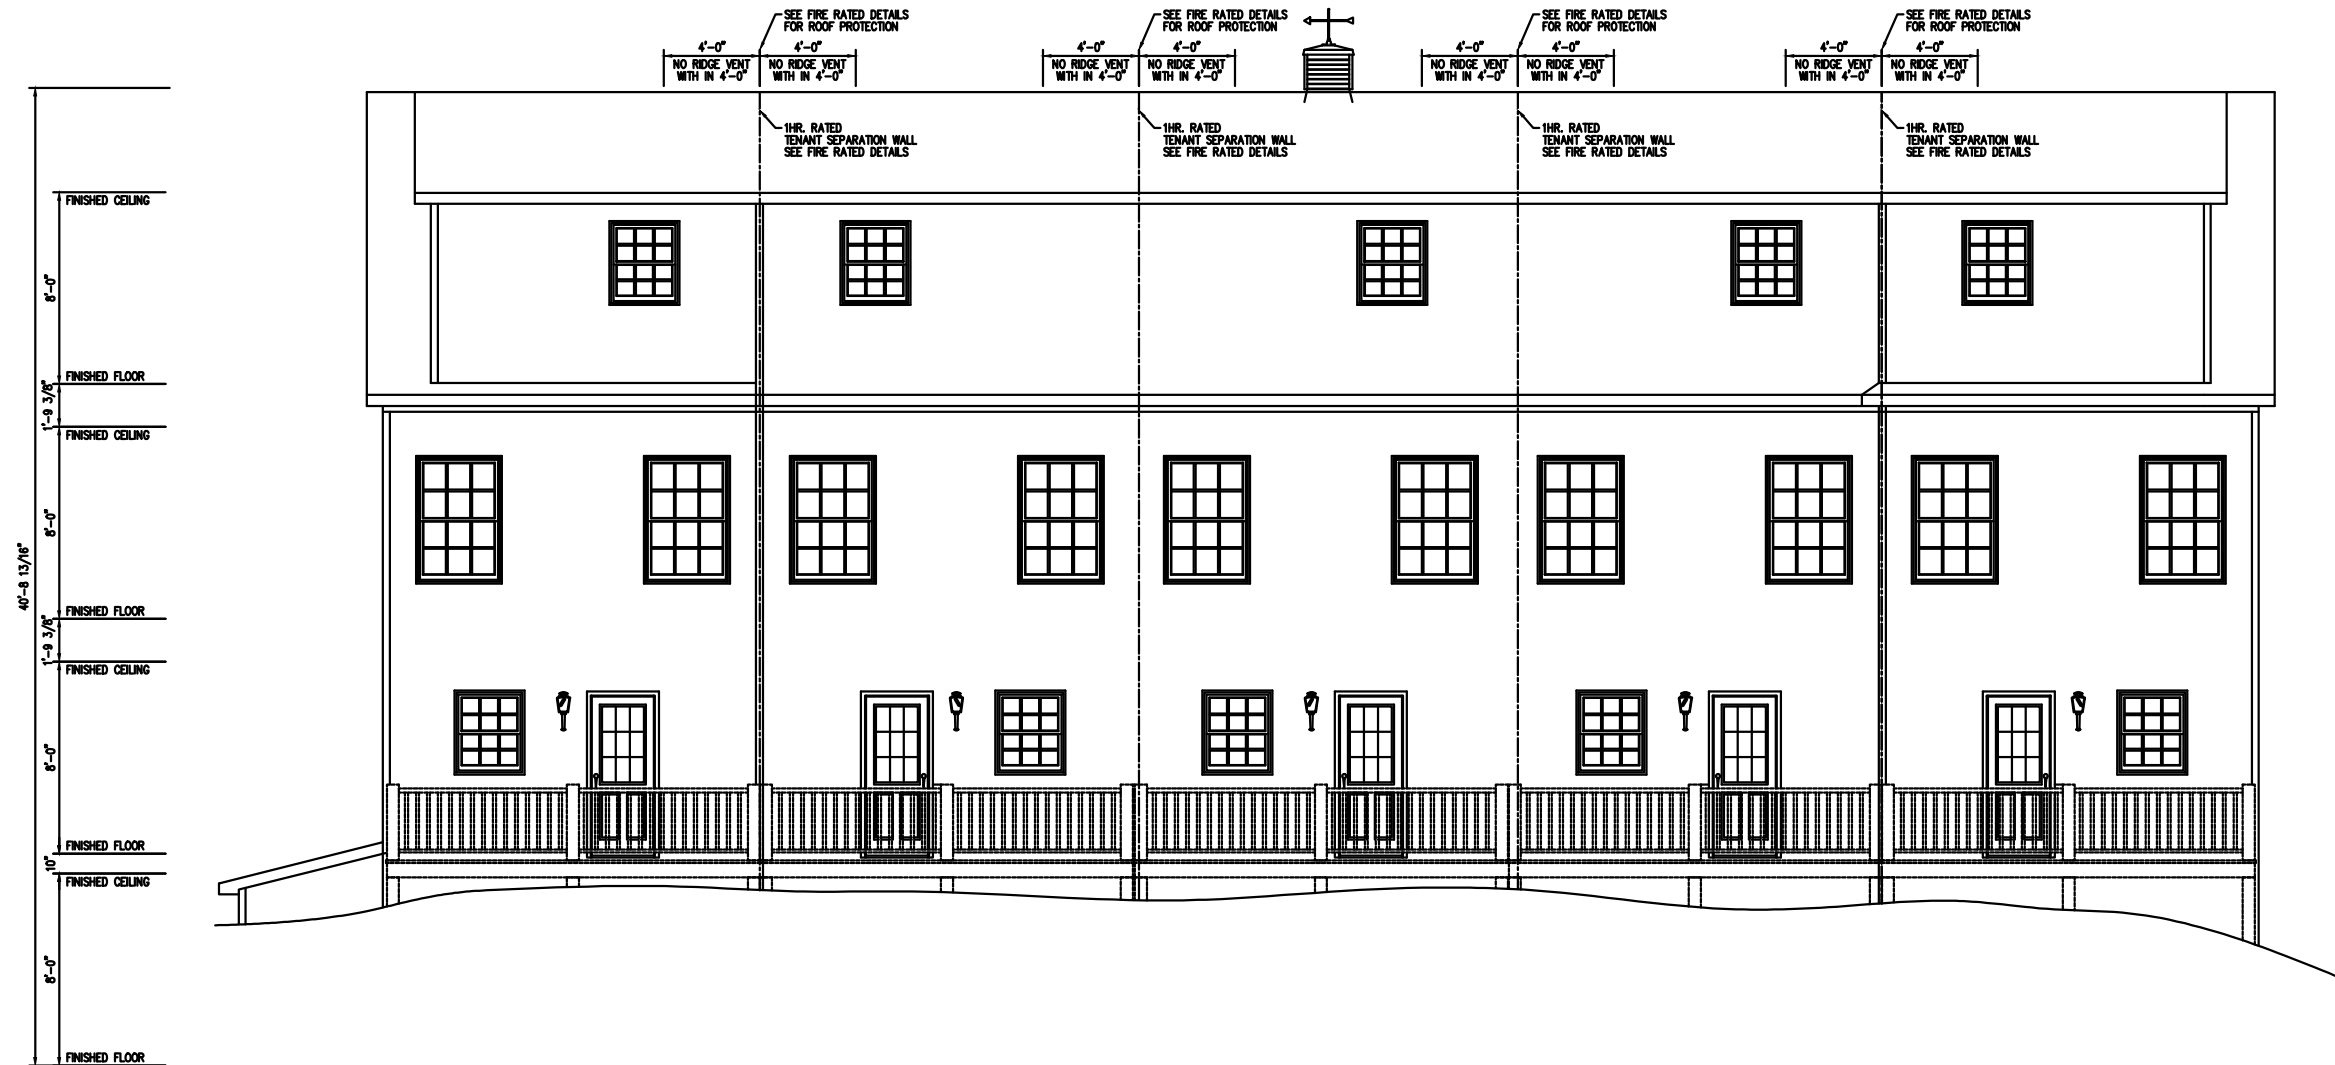 SEE FIRE RATED DETAILS
FOR ROOF PROTECTION
SEE FIRE RATED DETAILS
FOR ROOF PROTECTION
SEE FIRE RATED DETAILS
FOR ROOF PROTECTION
SEE FIRE RATED DETAILS
FOR ROOF PROTECTION
4'-0"
NO RIDGE VENT
WITH IN 4'-0"
4'-0"
NO RIDGE VENT
WITH IN 4'-0"
4'-0"
NO RIDGE VENT
WITH IN 4'-0"
4'-0"
NO RIDGE VENT
WITH IN 4'-0"
4'-0"
NO RIDGE VENT
WITH IN 4'-0"
4'-0"
NO RIDGE VENT
WITH IN 4'-0"
4'-0"
NO RIDGE VENT
WITH IN 4'-0"
4'-0"
NO RIDGE VENT
WITH IN 4'-0"
1HR. RATED
TENANT SEPARATION WALL
SEE FIRE RATED DETAILS
1HR. RATED
TENANT SEPARATION WALL
SEE FIRE RATED DETAILS
1HR. RATED
TENANT SEPARATION WALL
SEE FIRE RATED DETAILS
1HR. RATED
TENANT SEPARATION WALL
SEE FIRE RATED DETAILS
FINISHED CEILING
8'-0"
FINISHED FLOOR
1'-9 3/8"
FINISHED CEILING
8'-0"
40'-8 13/16"
FINISHED FLOOR
1'-9 3/8"
FINISHED CEILING
8'-0"
FINISHED FLOOR
10"
FINISHED CEILING
8'-0"
FINISHED FLOOR